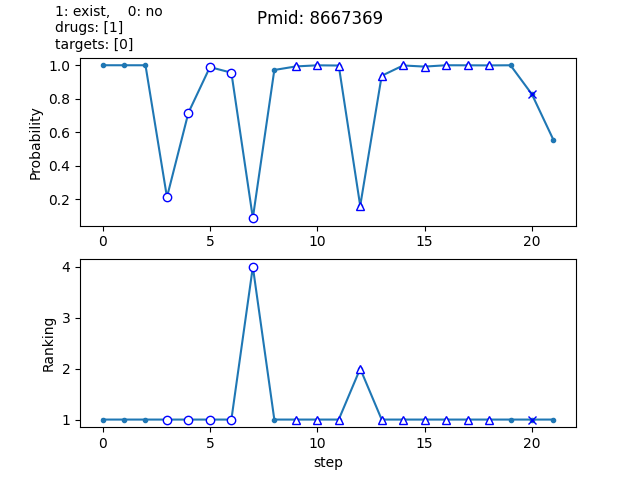 1: exist,    0: no
drugs: [1]
targets: [0]
Pmid: 8667369
Probability
1.0
0.8
0.6
0.4
0.2
0 5 10 15 20
Ranking
4
3
2
1
0 5 10 15 20
step